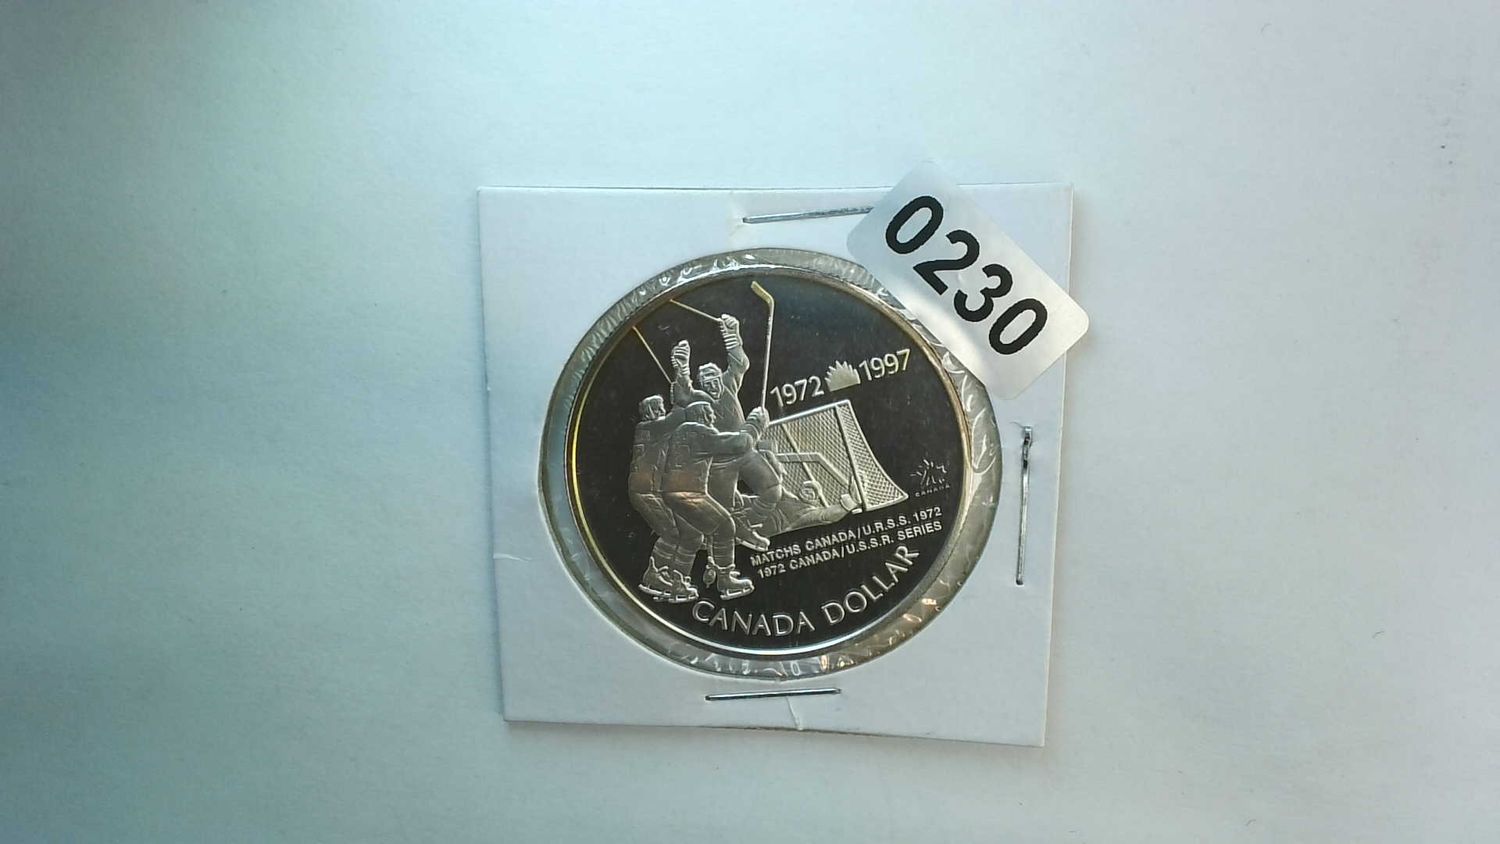 0230
1972 1997
CANADA
MATCHS CANADA/U.R.S.S. 1972
1972 CANADA/U.S.S.R. SERIES
CANADA DOLLAR